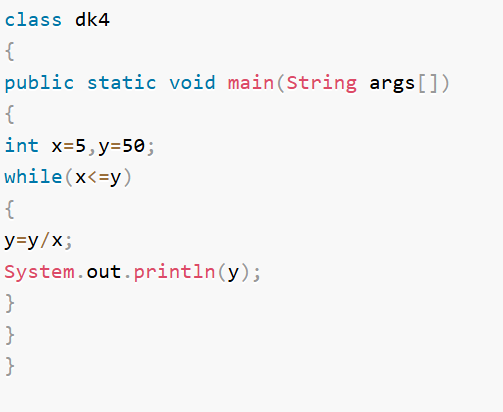 class dk4
{
public static void main(String args[])
{
int x=5,y=50;
while(x<=y)
{
y=y/x;
System.out.println(y);
}
}
}